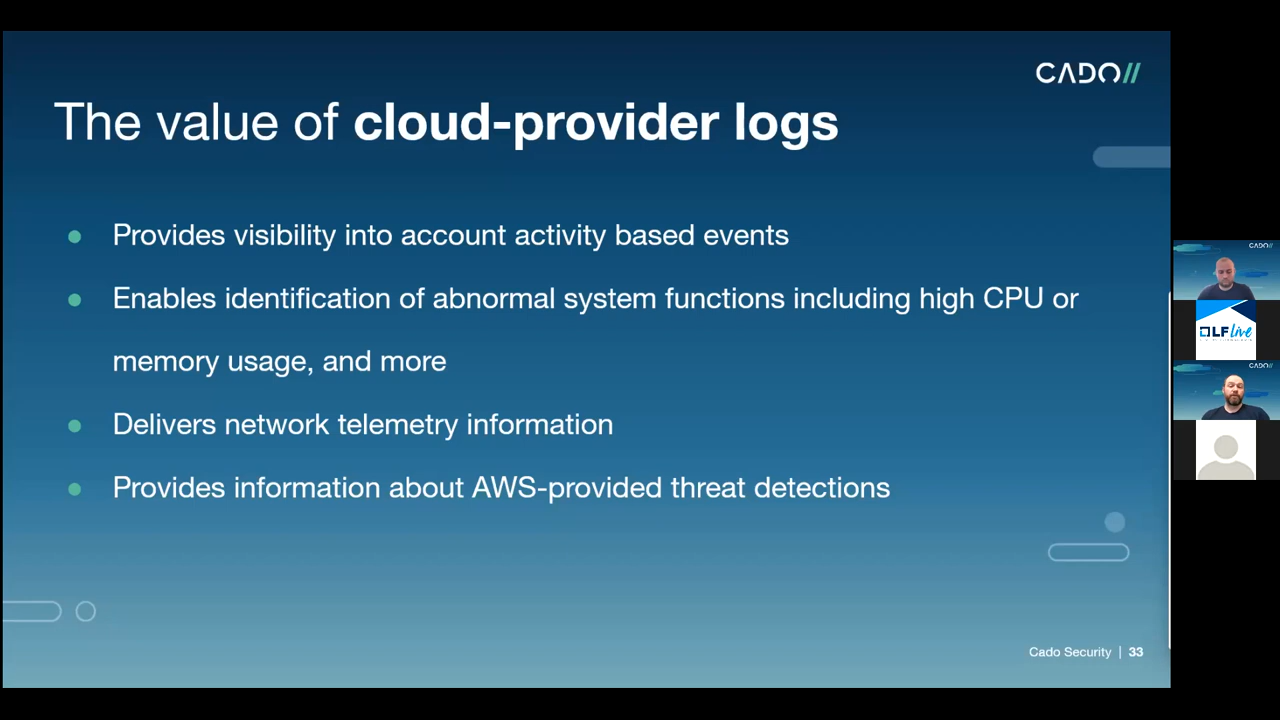 CADO//
The value of cloud-provider logs
Provides visibility into account activity based events
Enables identification of abnormal system functions including high CPU or
memory usage, and more
Delivers network telemetry information
Provides information about AWS-provided threat detections
Cado Security | 33
CADO//
LF live
CADO//